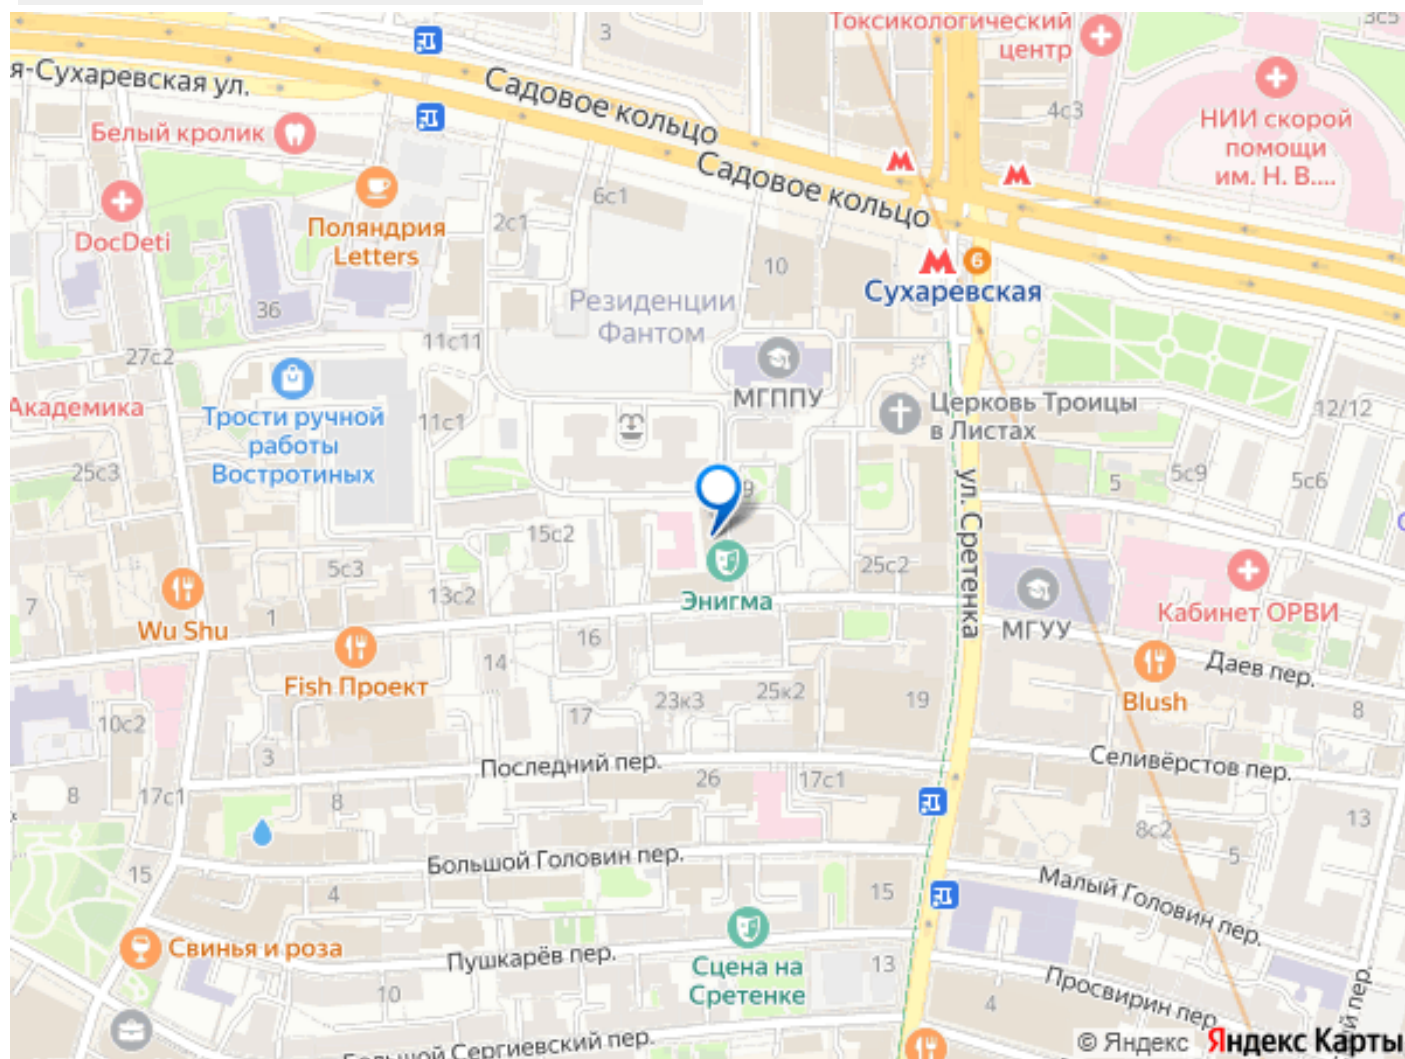 Токсикологический
центр
3с5
3
я-Сухаревская ул.
Садовое кольцо
4с3
НИИ скорой
помощи
им. Н. В....
Белый кролик
Садовое кольцо
6с1
2с1
DocDeti
Поляндрия
Letters
10
6
Сухаревская
36
Резиденции
Фантом
11с11
27с2
МГППУ
Академика
Трости ручной
работы
Востротиных
11с1
Церковь Троицы
в Листах
12/12
25с3
5с9
5с6
5
9
ул. Сретенка
15с2
25с2
5с3
13с2
7
1
Wu Shu
Энигма
МГУУ
Кабинет ОРВИ
16
14
Fish Проект
Даев пер.
Blush
23к3
25к2
19
17
8
10с2
3
Последний пер.
26
17с1
Селивёрстов пер.
8
17с1
8
13
8с2
5
Большой Головин пер.
15
4
15
Малый Головин пер.
Свинья и роза
Пушкарёв пер.
Сцена на
Сретенке
13
10
4
Просвирин пер.
ой пер.
Большой Сергиевский пер.
© Яндекс Яндекс Карты